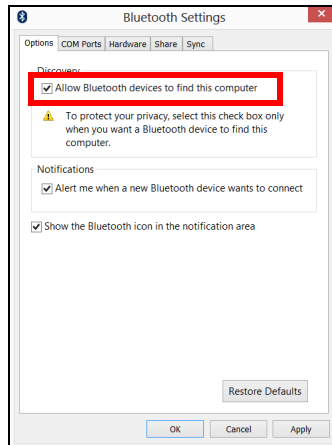 Bluetooth Settings
Options COM Ports Hardware Share Sync
Discovery
Allow Bluetooth devices to find this computer
To protect your privacy, select this check box only
when you want a Bluetooth device to find this
computer.
Notifications
Alert me when a new Bluetooth device wants to connect
Show the Bluetooth icon in the notification area
Restore Defaults
OK Cancel Apply